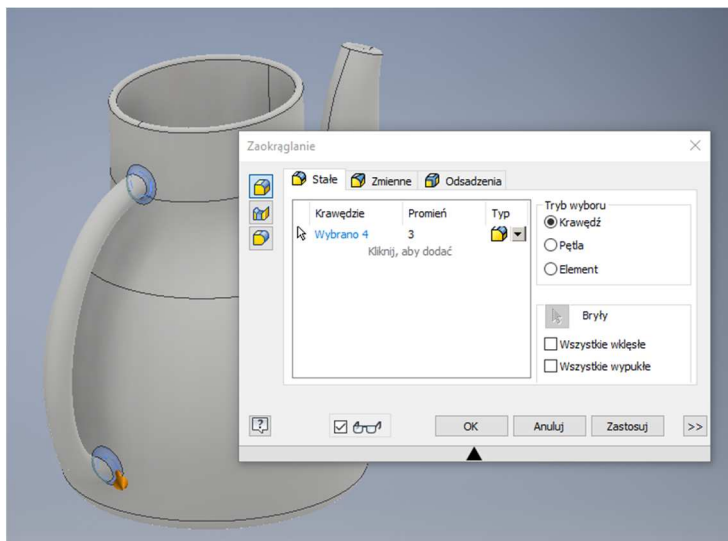 Zaokrąglanie
Stałe Zmienne Odsadzenia
Krawędzie Promień Typ
Wybrano 4 3
Kliknij, aby dodać
Tryb wyboru
Krawędź
Pętla
Element
Bryły
Wszystkie wklęsłe
Wszystkie wypukłe
? OK Anuluj Zastosuj >>